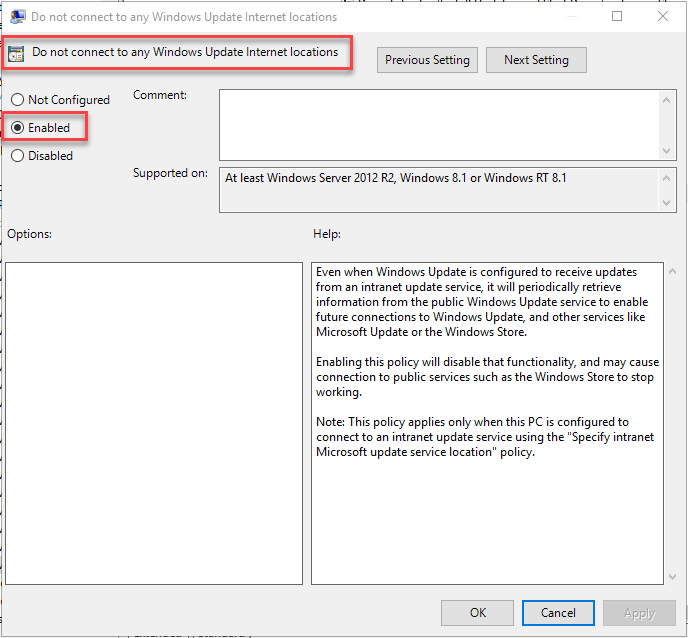 Do not connect to any Windows Update Internet locations
Do not connect to any Windows Update Internet locations
Previous Setting
Next Setting
Not Configured
Comment:
Enabled
Disabled
Supported on:
At least Windows Server 2012 R2, Windows 8.1 or Windows RT 8.1
Options:
Help:
Even when Windows Update is configured to receive updates
from an intranet update service, it will periodically retrieve
information from the public Windows Update service to enable
future connections to Windows Update, and other services like
Microsoft Update or the Windows Store.
Enabling this policy will disable that functionality, and may cause
connection to public services such as the Windows Store to stop
working.
Note: This policy applies only when this PC is configured to
connect to an intranet update service using the "Specify intranet
Microsoft update service location" policy.
OK
Cancel
Apply